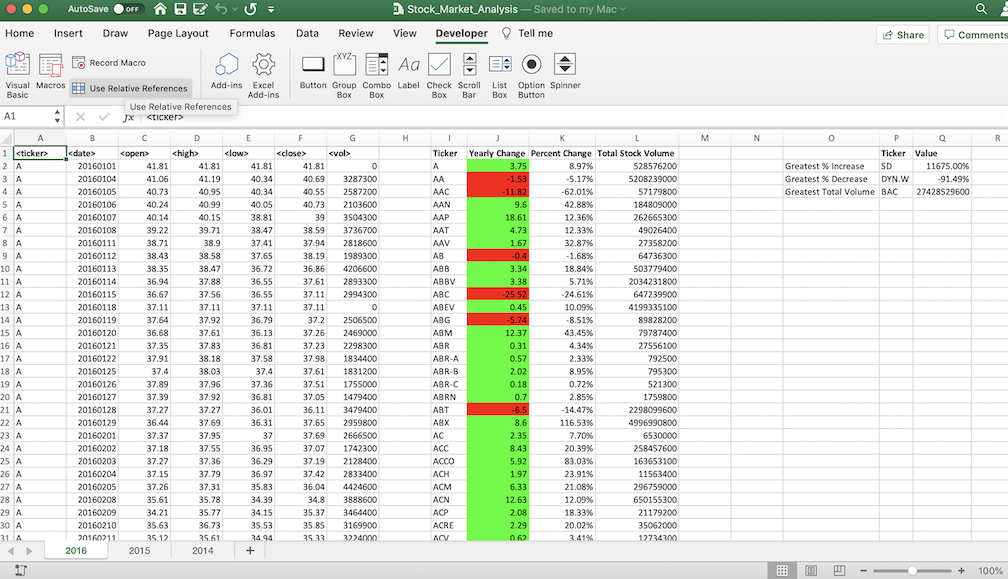 AutoSave OFF Stock_Market_Analysis — Saved to my Mac
Home Insert Draw Page Layout Formulas Data Review View Developer Tell me Share Comments
Visual Basic Macros Record Macro Use Relative References Add-ins Excel Add-ins Button Group Box Combo Box Label Check Box Scroll Bar List Box Option Button Spinner
XYZ Aa
Use Relative References
A1 fx <ticker>
A B C D E F G H I J K L M N O P Q R
1 <ticker> <date> <open> <high> <low> <close> <vol> Ticker Yearly Change Percent Change Total Stock Volume Ticker Value
2 A 20160101 41.81 41.81 41.81 41.81 0 A 3.75 8.97% 528576200 Greatest % Increase SD 11675.00%
3 A 20160104 41.06 41.19 40.34 40.69 3287300 AA -1.53 -5.17% 5208239000 Greatest % Decrease DYN.W -91.49%
4 A 20160105 40.73 40.95 40.34 40.55 2587200 AAC -11.82 -62.01% 57179800 Greatest Total Volume BAC 27428529600
5 A 20160106 40.24 40.99 40.05 40.73 2103600 AAN 9.6 42.88% 184809000
6 A 20160107 40.14 40.15 38.81 39 3504300 AAP 18.61 12.36% 262665300
7 A 20160108 39.22 39.71 38.47 38.59 3736700 AAT 4.73 12.33% 49026400
8 A 20160111 38.71 38.9 37.41 37.94 2818600 AAV 1.67 32.87% 27358200
9 A 20160112 38.43 38.58 37.65 38.19 1989300 AB -0.4 -1.68% 64736300
10 A 20160113 38.35 38.47 36.72 36.86 4206600 ABB 3.34 18.84% 503779400
11 A 20160114 36.94 37.88 36.55 37.61 2893300 ABBV 3.38 5.71% 2034231800
12 A 20160115 36.67 37.56 36.55 37.11 2994300 ABC -25.52 -24.61% 647239900
13 A 20160118 37.11 37.11 37.11 37.11 0 ABEV 0.45 10.09% 4199335100
14 A 20160119 37.64 37.92 36.79 37.2 2506500 ABG -5.74 -8.51% 89828200
15 A 20160120 36.68 37.61 36.13 37.26 2469000 ABM 12.37 43.45% 79787400
16 A 20160121 37.35 37.83 36.81 37.23 2298300 ABR 0.31 4.34% 27556100
17 A 20160122 37.91 38.18 37.58 37.98 1834400 ABR-A 0.57 2.33% 792500
18 A 20160125 37.4 38.03 37.4 37.61 1831200 ABR-B 2.02 8.95% 795300
19 A 20160126 37.89 37.96 37.36 37.51 1755000 ABR-C 0.18 0.72% 521300
20 A 20160127 37.39 37.92 36.81 37.05 1479400 ABRN 0.7 2.85% 1759800
21 A 20160128 37.27 37.27 36.01 36.11 3479400 ABT -6.5 -14.47% 2298099600
22 A 20160129 36.44 37.69 36.31 37.65 2959800 ABX 8.6 116.53% 4996990800
23 A 20160201 37.37 37.95 37 37.69 2666500 AC 2.35 7.70% 6530000
24 A 20160202 37.18 37.55 36.95 37.07 1742300 ACC 8.43 20.39% 258457600
25 A 20160203 37.27 37.36 36.29 37.19 2128400 ACCO 5.92 83.03% 163653100
26 A 20160204 37.15 37.79 36.97 37.42 2833400 ACH 1.97 23.91% 11563400
27 A 20160205 37.26 37.31 35.83 36.04 4424600 ACM 6.33 21.08% 296759000
28 A 20160208 35.61 35.78 34.39 34.8 3888600 ACN 12.63 12.09% 650155300
29 A 20160209 34.21 35.77 34.15 35.37 3464400 ACP 2.08 18.33% 21179200
30 A 20160210 35.63 36.73 35.53 35.85 3169900 ACRE 2.29 20.02% 35062000
31 A 20160211 35.12 35.61 34.94 35.33 3224000 ACV 0.62 3.41% 12734300
2016 2015 2014 +
100%